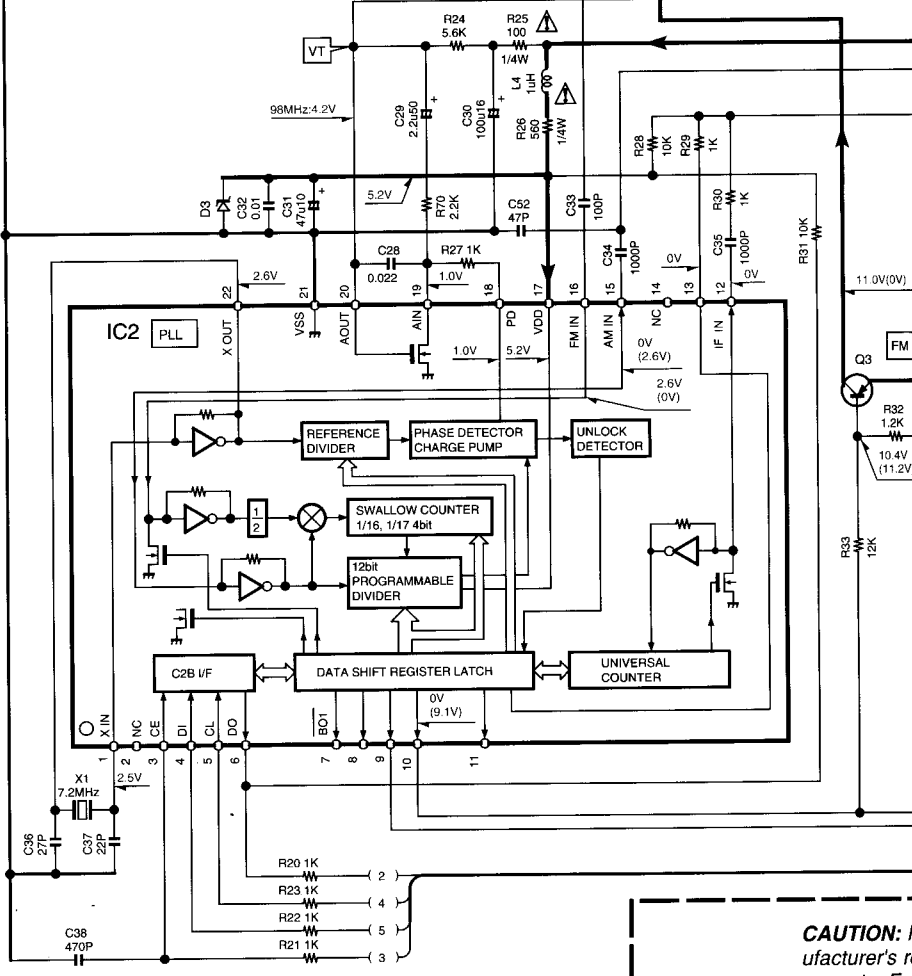 R24
5.6K
R25
100
1/4W
VT
L4
1uH
98MHz:4.2V
C29
2.2u50
+
C30
100u16
+
R26
560
1/4W
R28
10K
R29
1K
D3
C32
0.01
C31
47u10
+
5.2V
R70
2.2K
C52
47P
C33
100P
R30
1K
C35
1000P
R31 10K
C28
0.022
R27 1K
1.0V
C34
1000P
0V
0V
2.6V
11.0V(0V)
22
21
20
19
18
17
16
15
14
13
12
IC2
PLL
X OUT
VSS
AOUT
AIN
PD
VDD
FM IN
AM IN
NC
IF IN
1.0V
5.2V
0V
(2.6V)
2.6V
(0V)
FM
Q3
R32
1.2K
10.4V
(11.2V
R33
12K
REFERENCE
DIVIDER
PHASE DETECTOR
CHARGE PUMP
UNLOCK
DETECTOR
1
2
SWALLOW COUNTER
1/16, 1/17 4bit
12bit
PROGRAMMABLE
DIVIDER
C2B I/F
DATA SHIFT REGISTER LATCH
UNIVERSAL
COUNTER
0V
(9.1V)
X IN
NC
CE
DI
CL
DO
BO1
1
2
3
4
5
6
7
8
9
10
11
X1
7.2MHz
2.5V
C36
27P
C37
22P
R20 1K
( 2 )
R23 1K
( 4 )
R22 1K
( 5 )
R21 1K
( 3 )
C38
470P
CAUTION:
ufacturer's re